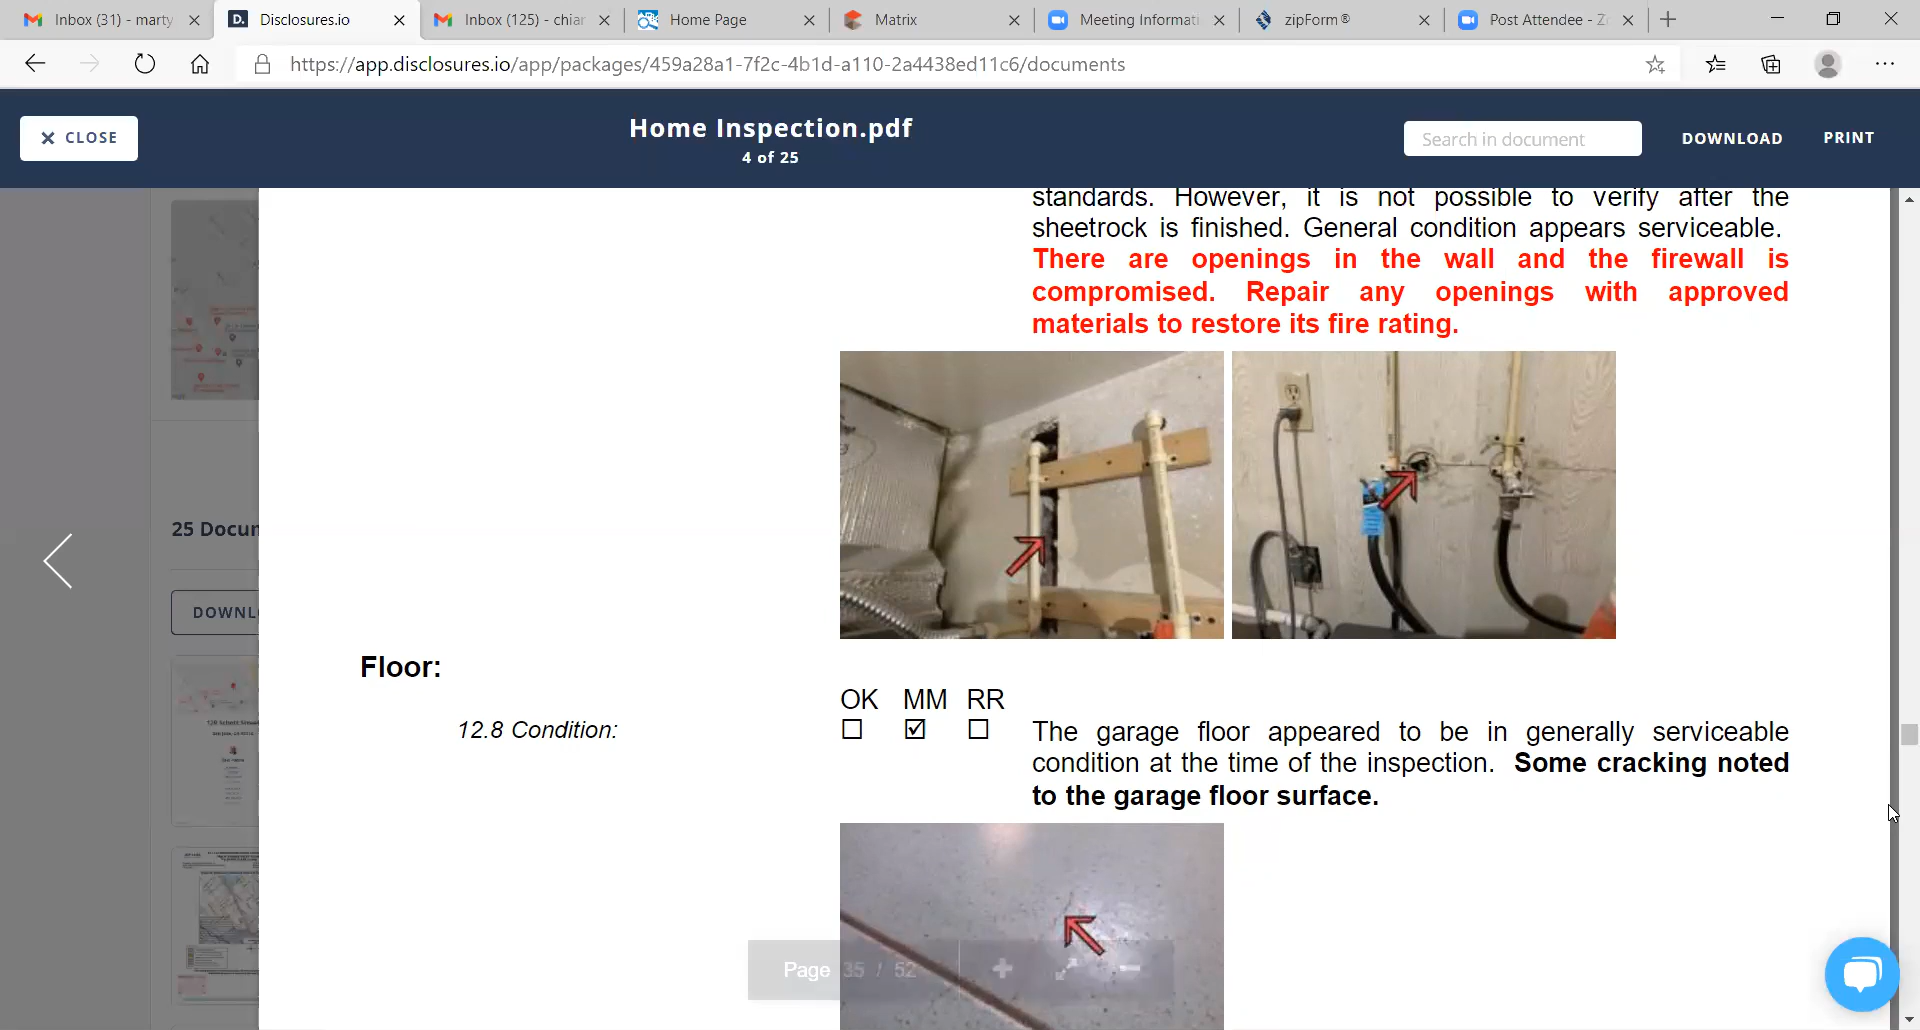 Inbox (31) - marty
Disclosures.io
Inbox (125) - chiar
Home Page
Matrix
Meeting Informati
zipForm®
Post Attendee - Zo
https://app.disclosures.io/app/packages/459a28a1-7f2c-4b1d-a110-2a4438ed11c6/documents
CLOSE
Home Inspection.pdf
4 of 25
Search in document
DOWNLOAD
PRINT
standards. However, it is not possible to verify after the
sheetrock is finished. General condition appears serviceable.
There are openings in the wall and the firewall is
compromised. Repair any openings with approved
materials to restore its fire rating.
25 Docum
DOWNLO
Floor:
OK MM RR
12.8 Condition:
The garage floor appeared to be in generally serviceable
condition at the time of the inspection. Some cracking noted
to the garage floor surface.
Page 35 / 52